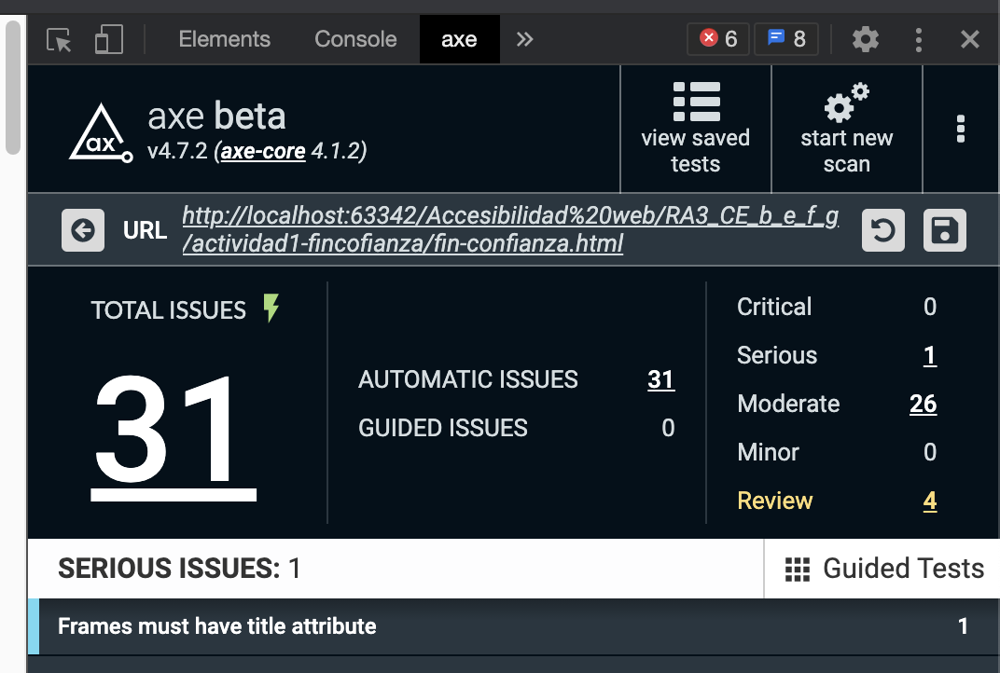 Elements Console axe 6 8
axe beta
v4.7.2 (axe-core 4.1.2)
ax
view saved
tests
start new
scan
URL
http://localhost:63342/Accesibilidad%20web/RA3_CE_b_e_f_g
/actividad1-fincofianza/fin-confianza.html
TOTAL ISSUES
31
AUTOMATIC ISSUES 31
GUIDED ISSUES 0
Critical 0
Serious 1
Moderate 26
Minor 0
Review 4
SERIOUS ISSUES: 1
Guided Tests
Frames must have title attribute 1